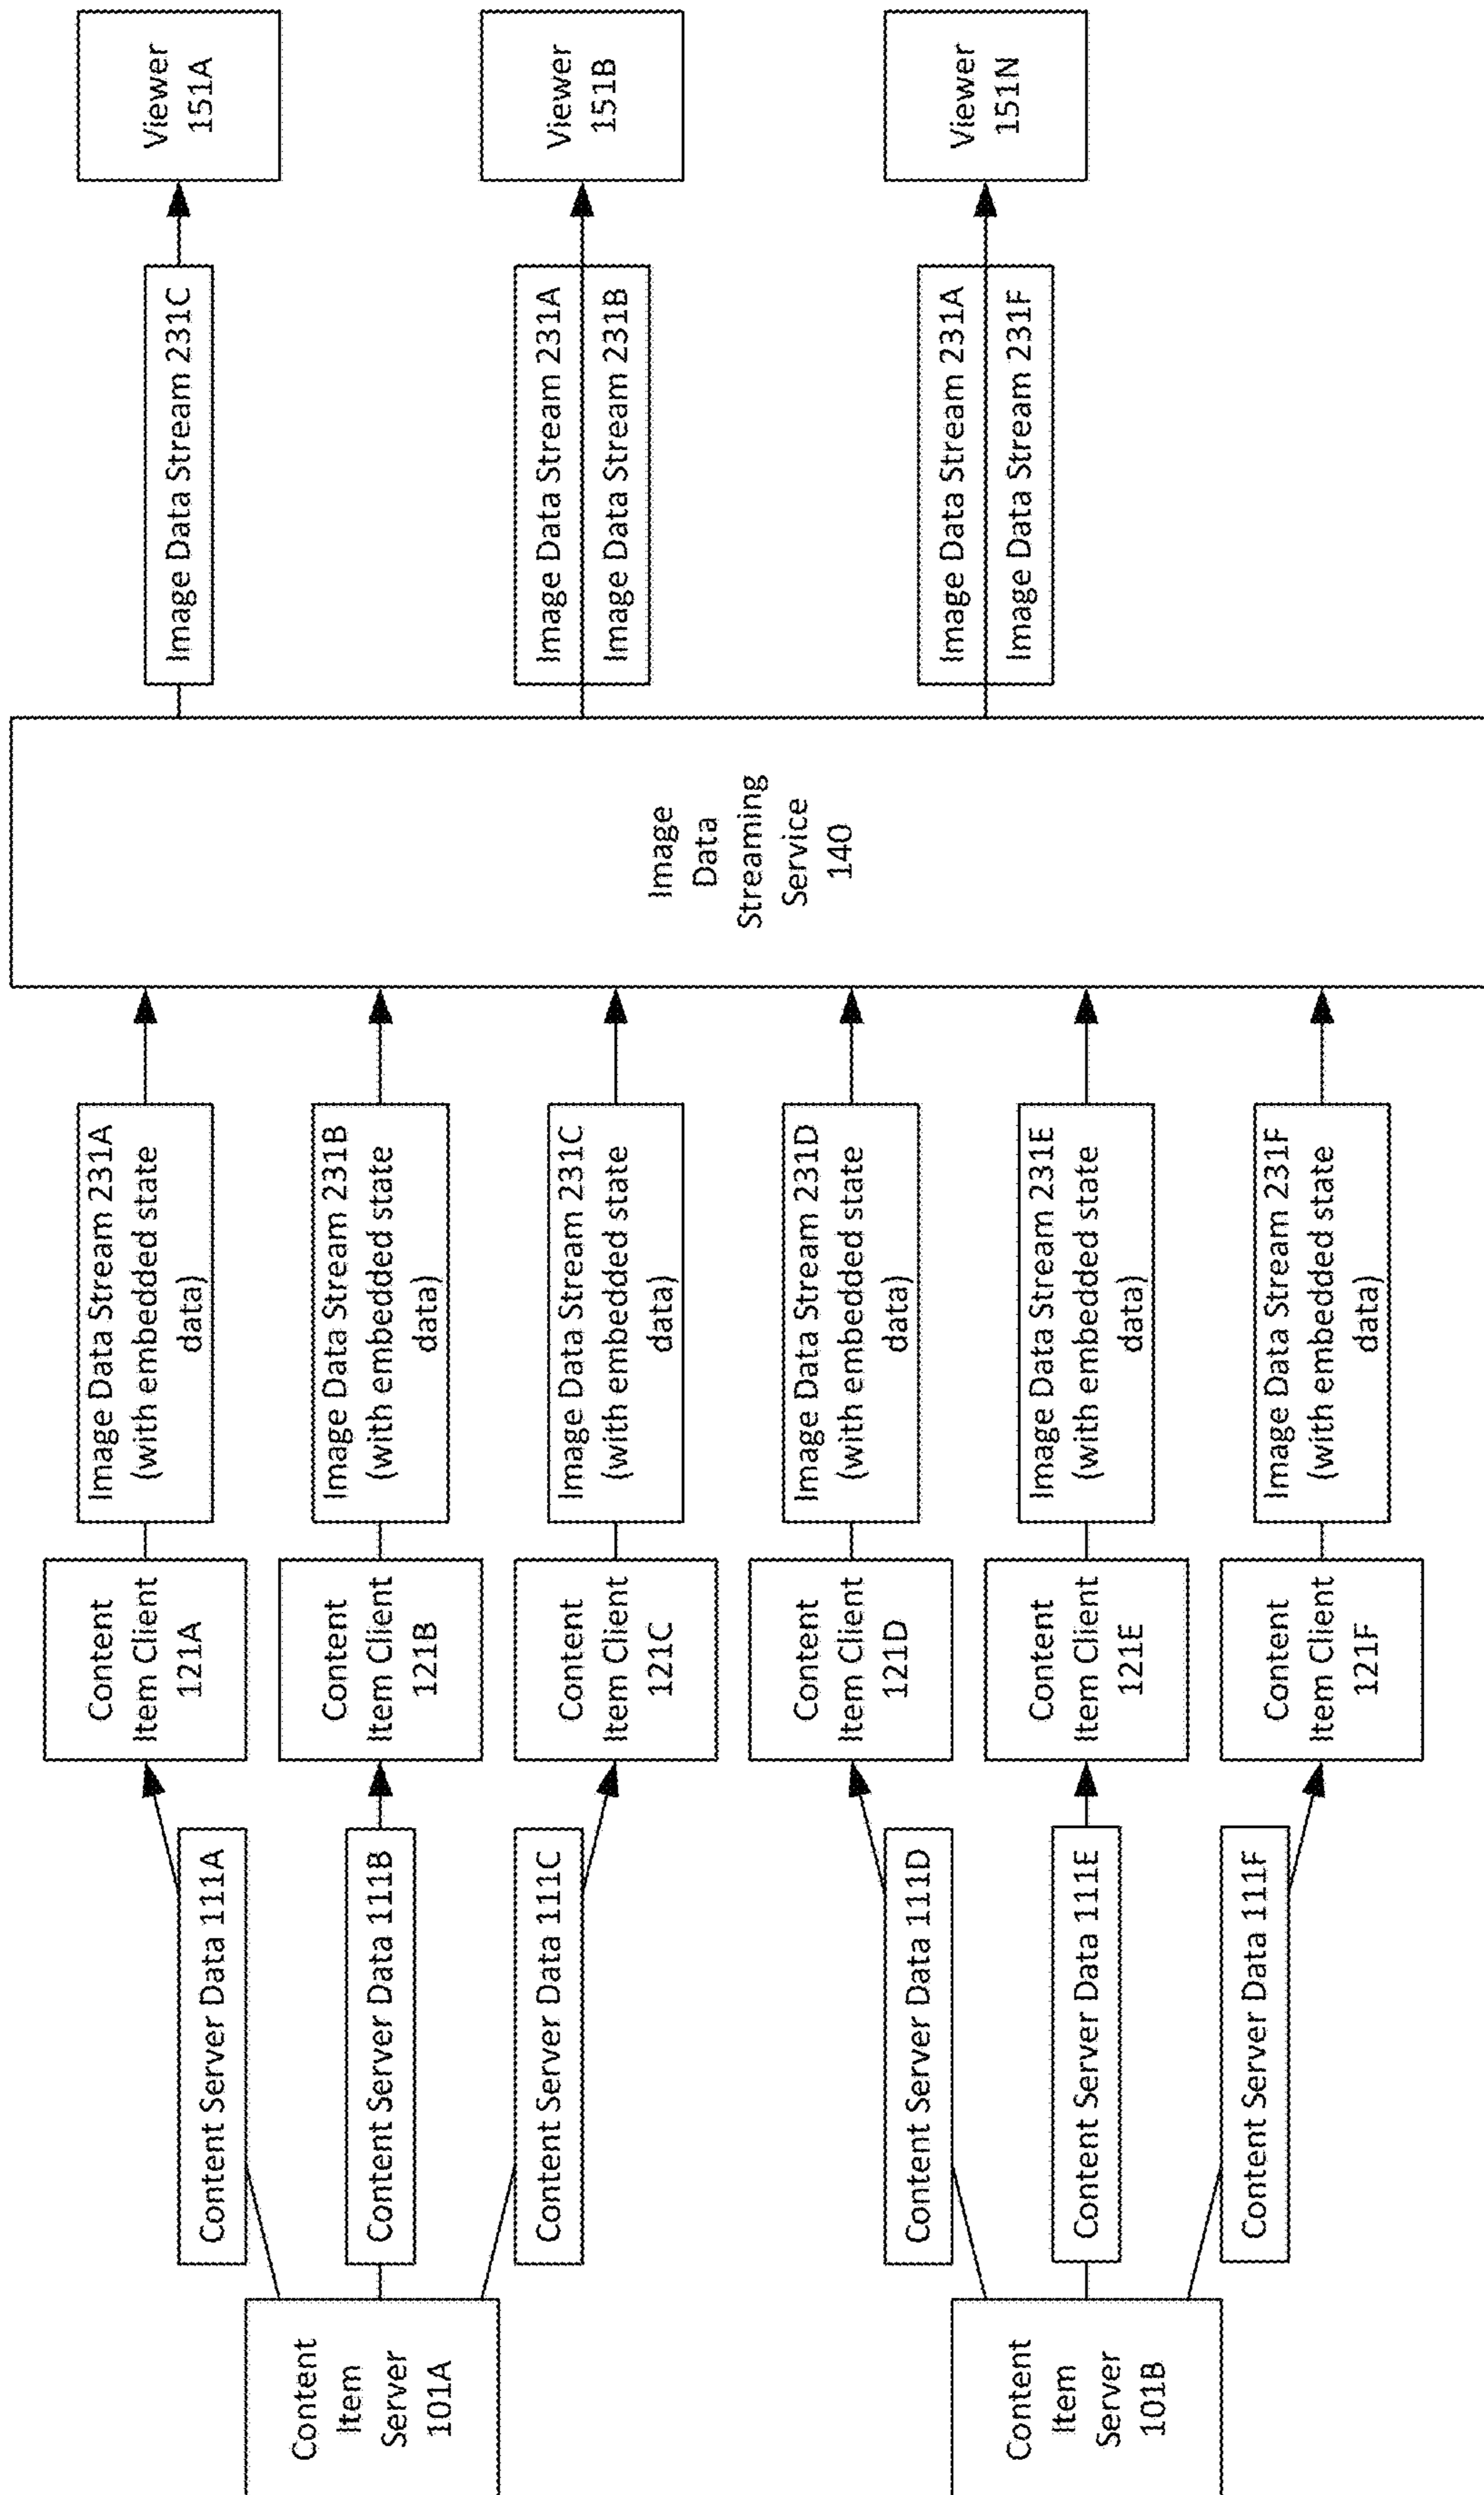 Content
Item
Server
101A
Content
Item
Server
101B
Content Server Data 111A
Content Server Data 111B
Content Server Data 111C
Content Server Data 111D
Content Server Data 111E
Content Server Data 111F
Content
Item Client
121A
Content
Item Client
121B
Content
Item Client
121C
Content
Item Client
121D
Content
Item Client
121E
Content
Item Client
121F
Image Data Stream 231A
(with embedded state
data)
Image Data Stream 231B
(with embedded state
data)
Image Data Stream 231C
(with embedded state
data)
Image Data Stream 231D
(with embedded state
data)
Image Data Stream 231E
(with embedded state
data)
Image Data Stream 231F
(with embedded state
data)
Image
Data
Streaming
Service
140
Image Data Stream 231C
Image Data Stream 231A
Image Data Stream 231B
Image Data Stream 231A
Image Data Stream 231F
Viewer
151A
Viewer
151B
Viewer
151N